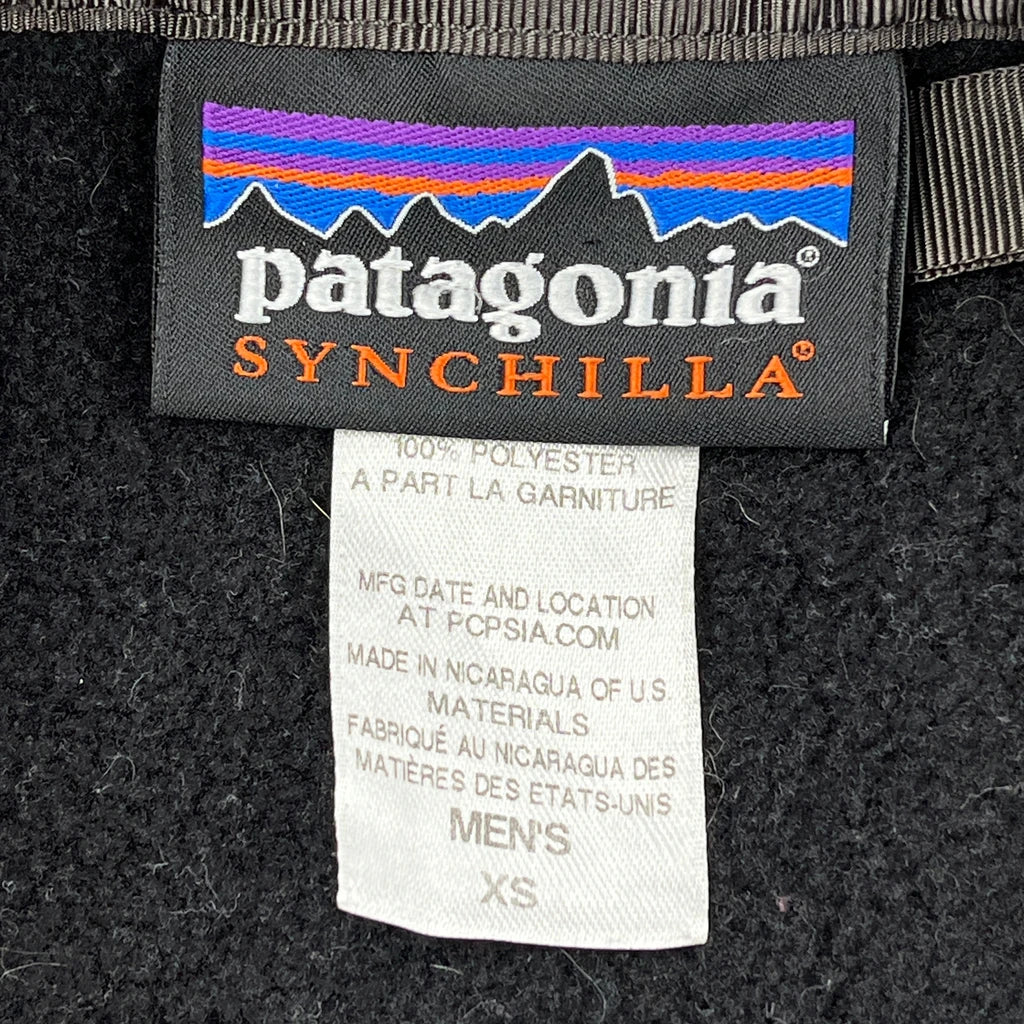 patagonia®
SYNCHILLA®
100% POLYESTER
A PART LA GARNITURE
MFG DATE AND LOCATION
AT PCPSIA.COM
MADE IN NICARAGUA OF U.S.
MATERIALS
FABRIQUÉ AU NICARAGUA DES
MATIÈRES DES ETATS-UNIS
MEN'S
XS